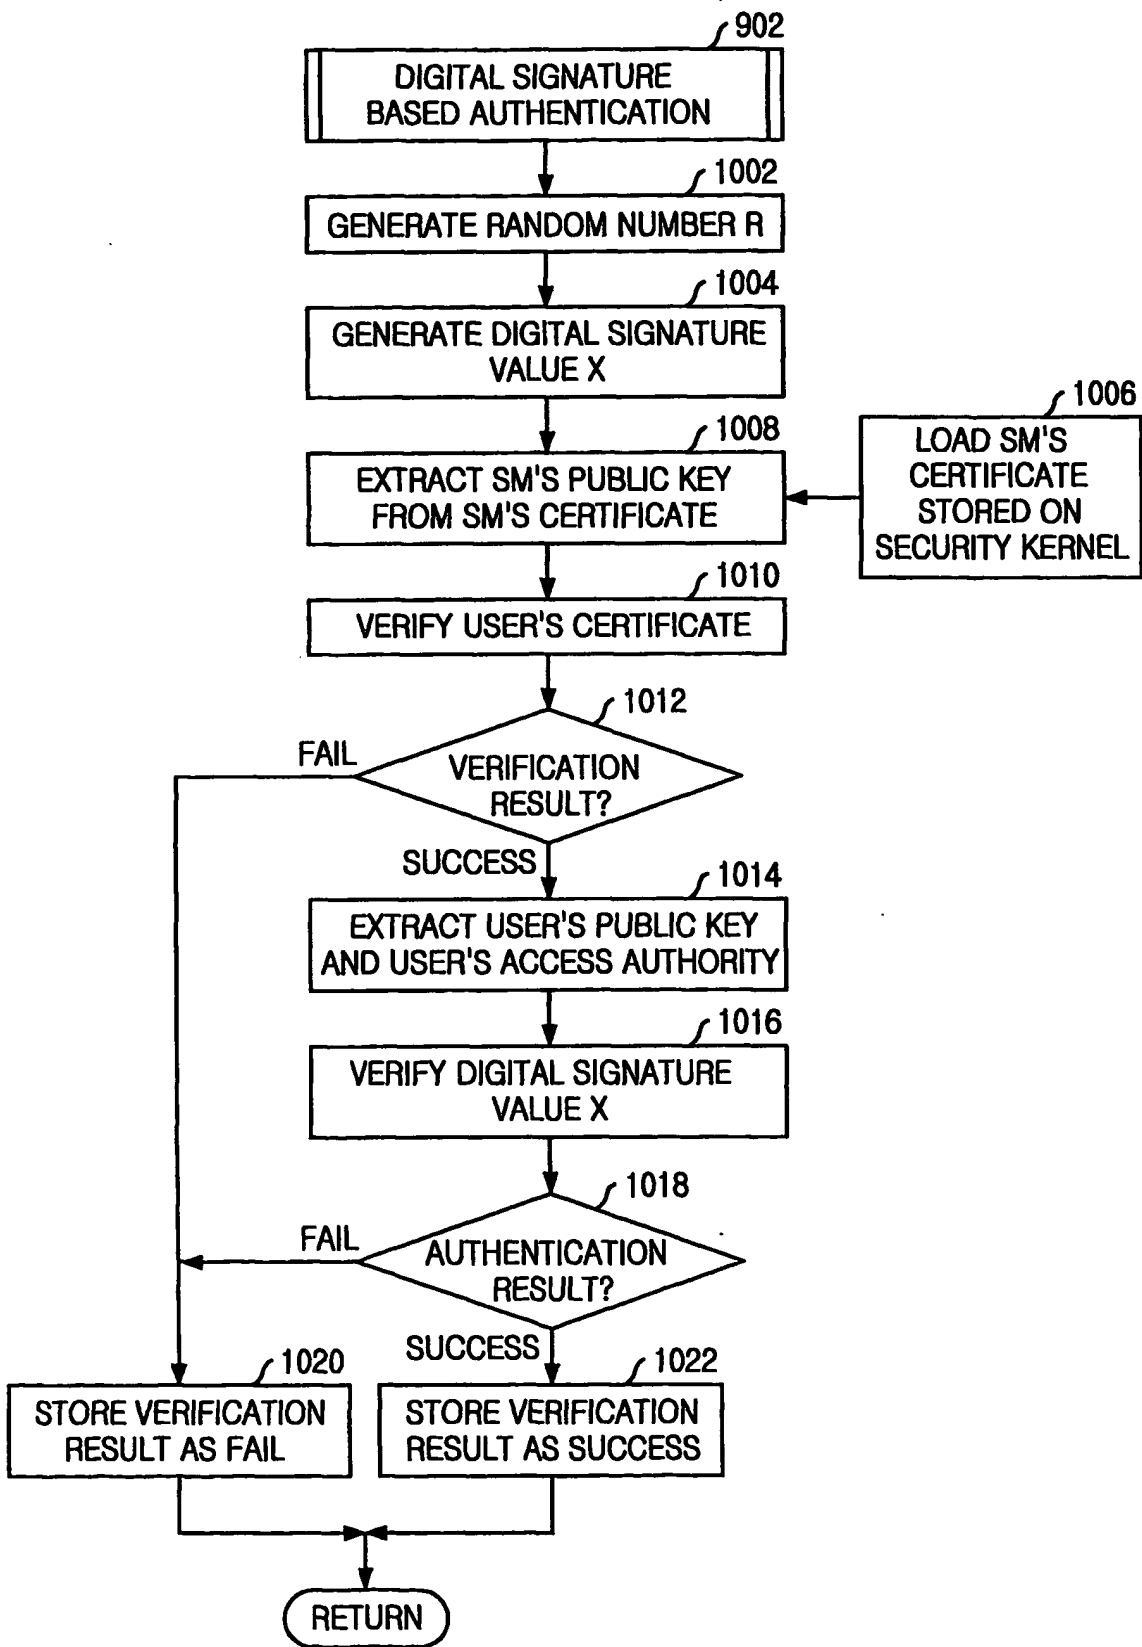 902
DIGITAL SIGNATURE
BASED AUTHENTICATION
1002
GENERATE RANDOM NUMBER R
1004
GENERATE DIGITAL SIGNATURE
VALUE X
1006
LOAD SM'S
CERTIFICATE
STORED ON
SECURITY KERNEL
1008
EXTRACT SM'S PUBLIC KEY
FROM SM'S CERTIFICATE
1010
VERIFY USER'S CERTIFICATE
1012
FAIL
VERIFICATION
RESULT?
SUCCESS
1014
EXTRACT USER'S PUBLIC KEY
AND USER'S ACCESS AUTHORITY
1016
VERIFY DIGITAL SIGNATURE
VALUE X
1018
FAIL
AUTHENTICATION
RESULT?
SUCCESS
1020
STORE VERIFICATION
RESULT AS FAIL
1022
STORE VERIFICATION
RESULT AS SUCCESS
RETURN